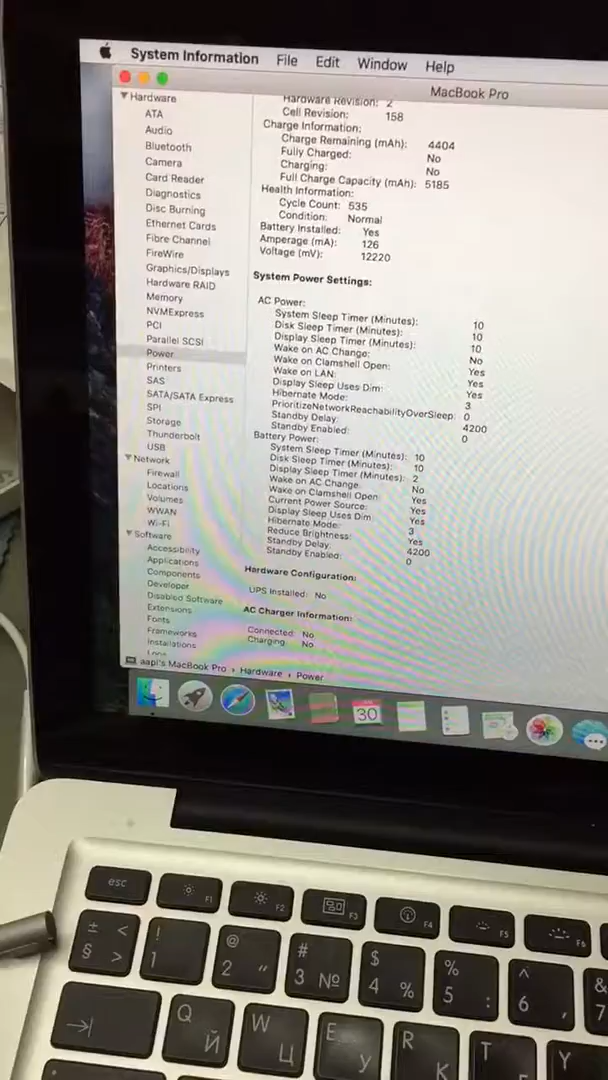 System Information File Edit Window Help
MacBook Pro
Hardware
ATA
Audio
Bluetooth
Camera
Card Reader
Diagnostics
Disc Burning
Ethernet Cards
Fibre Channel
FireWire
Graphics/Displays
Hardware RAID
Memory
NVMExpress
PCI
Parallel SCSI
Power
Printers
SAS
SATA/SATA Express
SPI
Storage
Thunderbolt
USB
Network
Firewall
Locations
Volumes
WWAN
Wi-Fi
Software
Accessibility
Applications
Components
Developer
Disabled Software
Extensions
Fonts
Frameworks
Installations
Logs
Hardware Revision: 2
Cell Revision: 158
Charge Information:
Charge Remaining (mAh): 4404
Fully Charged: No
Charging: No
Full Charge Capacity (mAh): 5185
Health Information:
Cycle Count: 535
Condition: Normal
Battery Installed: Yes
Amperage (mA): 126
Voltage (mV): 12220
System Power Settings:
AC Power:
System Sleep Timer (Minutes): 10
Disk Sleep Timer (Minutes): 10
Display Sleep Timer (Minutes): 10
Wake on AC Change: No
Wake on Clamshell Open: Yes
Wake on LAN: Yes
Display Sleep Uses Dim: Yes
Hibernate Mode: 3
PrioritizeNetworkReachabilityOverSleep: 0
Standby Delay: 4200
Standby Enabled: 0
Battery Power:
System Sleep Timer (Minutes): 10
Disk Sleep Timer (Minutes): 10
Display Sleep Timer (Minutes): 2
Wake on AC Change: No
Wake on Clamshell Open: Yes
Current Power Source: Yes
Display Sleep Uses Dim: Yes
Hibernate Mode: 3
Reduce Brightness: Yes
Standby Delay: 4200
Standby Enabled: 0
Hardware Configuration:
UPS Installed: No
AC Charger Information:
Connected: No
Charging: No
aapl's MacBook Pro › Hardware › Power
30
esc F1 F2 F3 F4 F5 F6
± < § >
! 1
@ 2 "
# 3 №
$ 4 %
% 5 :
^ 6 ,
& 7
Q Й
W Ц
E У
R К
T
Y